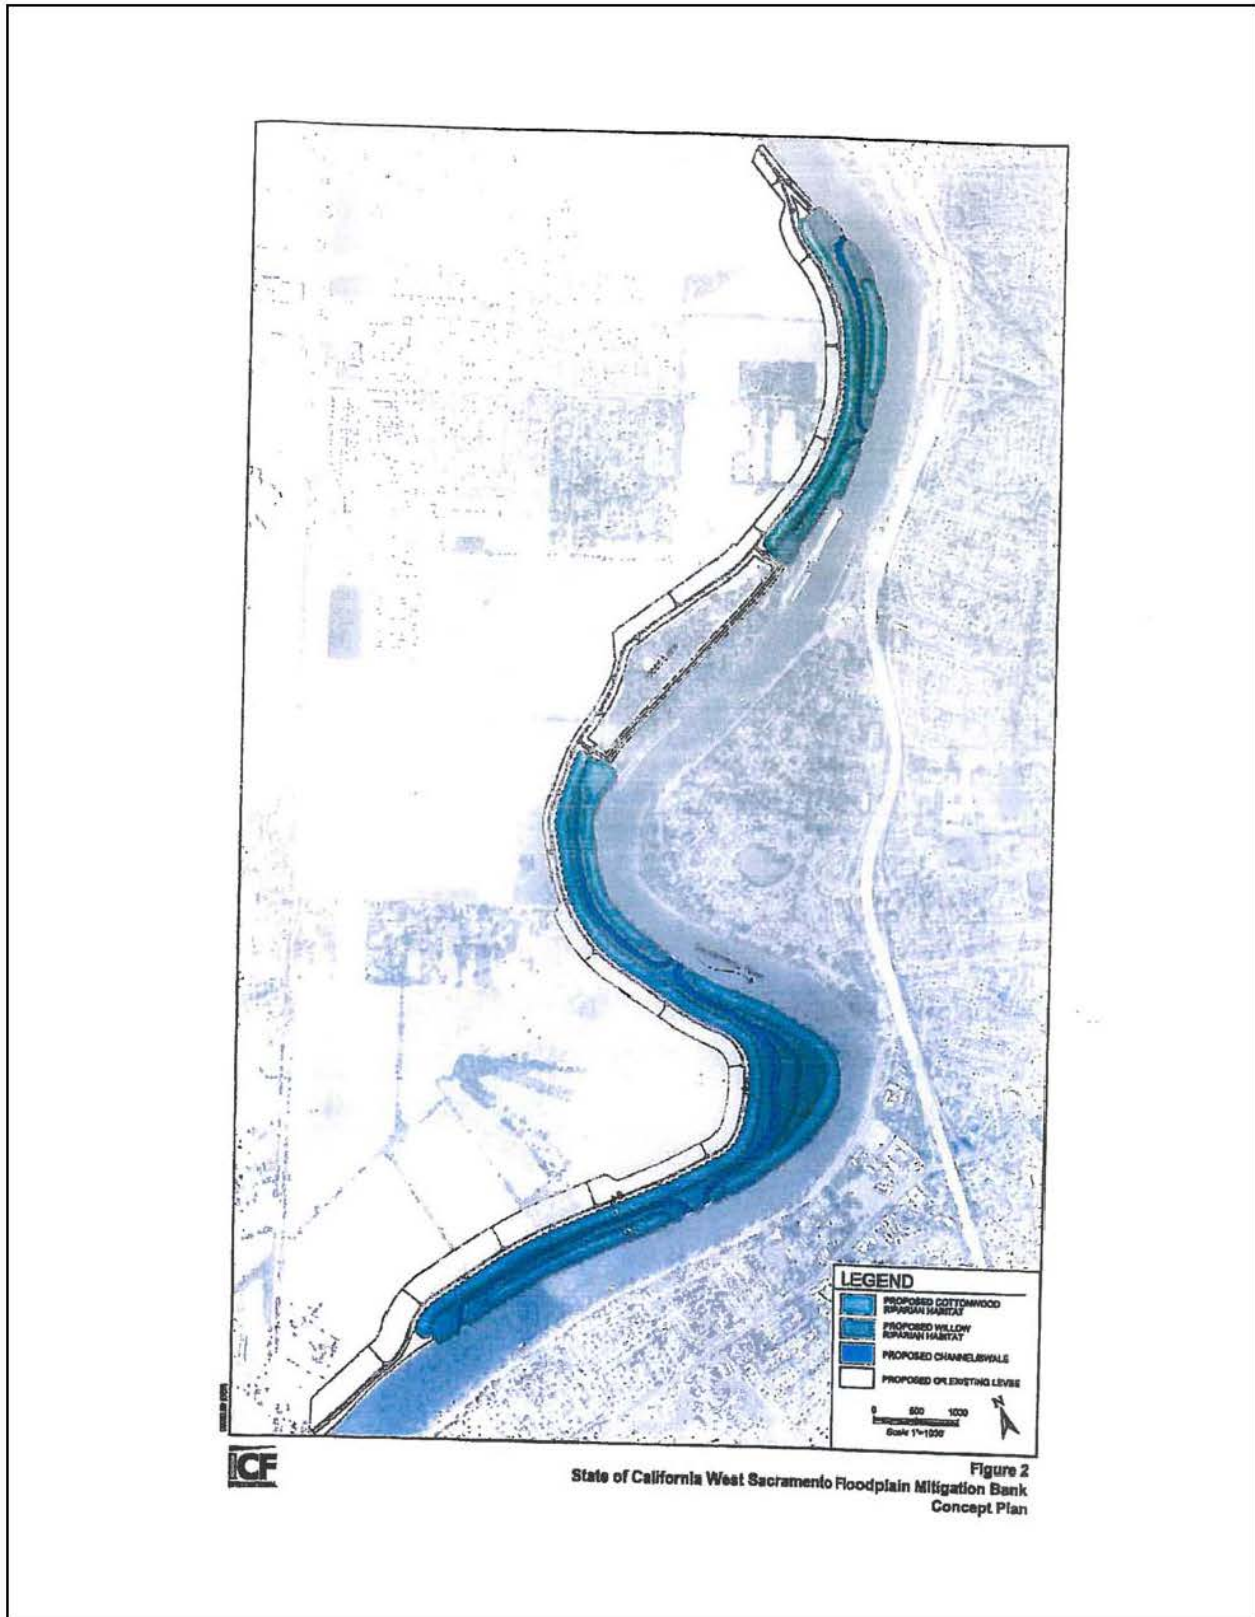 LEGEND
PROPOSED COTTONWOOD
RIPARIAN HABITAT
PROPOSED WILLOW
RIPARIAN HABITAT
PROPOSED CHANNEL/SWALE
PROPOSED OR EXISTING LEVEE
N
0 500 1000
Scale 1"=1000'
ICF
INTERNATIONAL
Figure 2
State of California West Sacramento Floodplain Mitigation Bank
Concept Plan